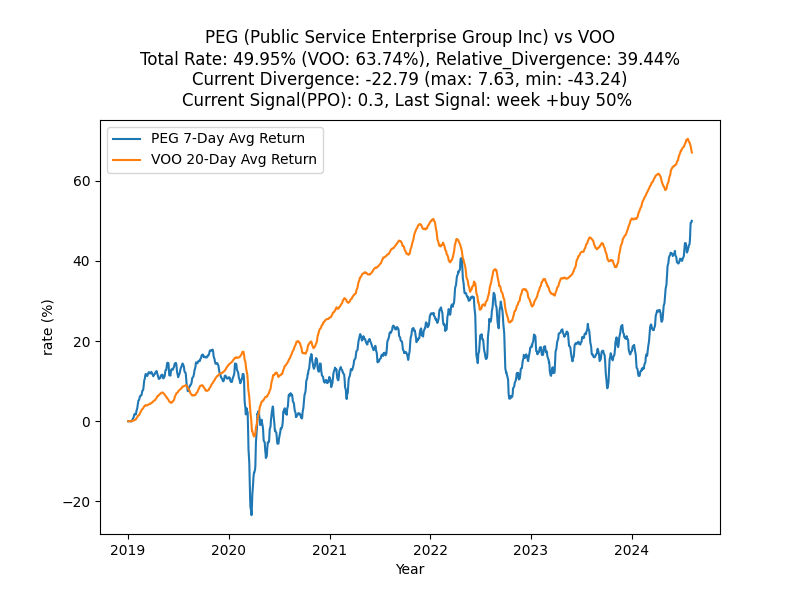 PEG (Public Service Enterprise Group Inc) vs VOO
Total Rate: 49.95% (VOO: 63.74%), Relative_Divergence: 39.44%
Current Divergence: -22.79 (max: 7.63, min: -43.24)
Current Signal(PPO): 0.3, Last Signal: week +buy 50%
PEG 7-Day Avg Return
VOO 20-Day Avg Return
60
40
20
0
−20
rate (%)
2019 2020 2021 2022 2023 2024
Year